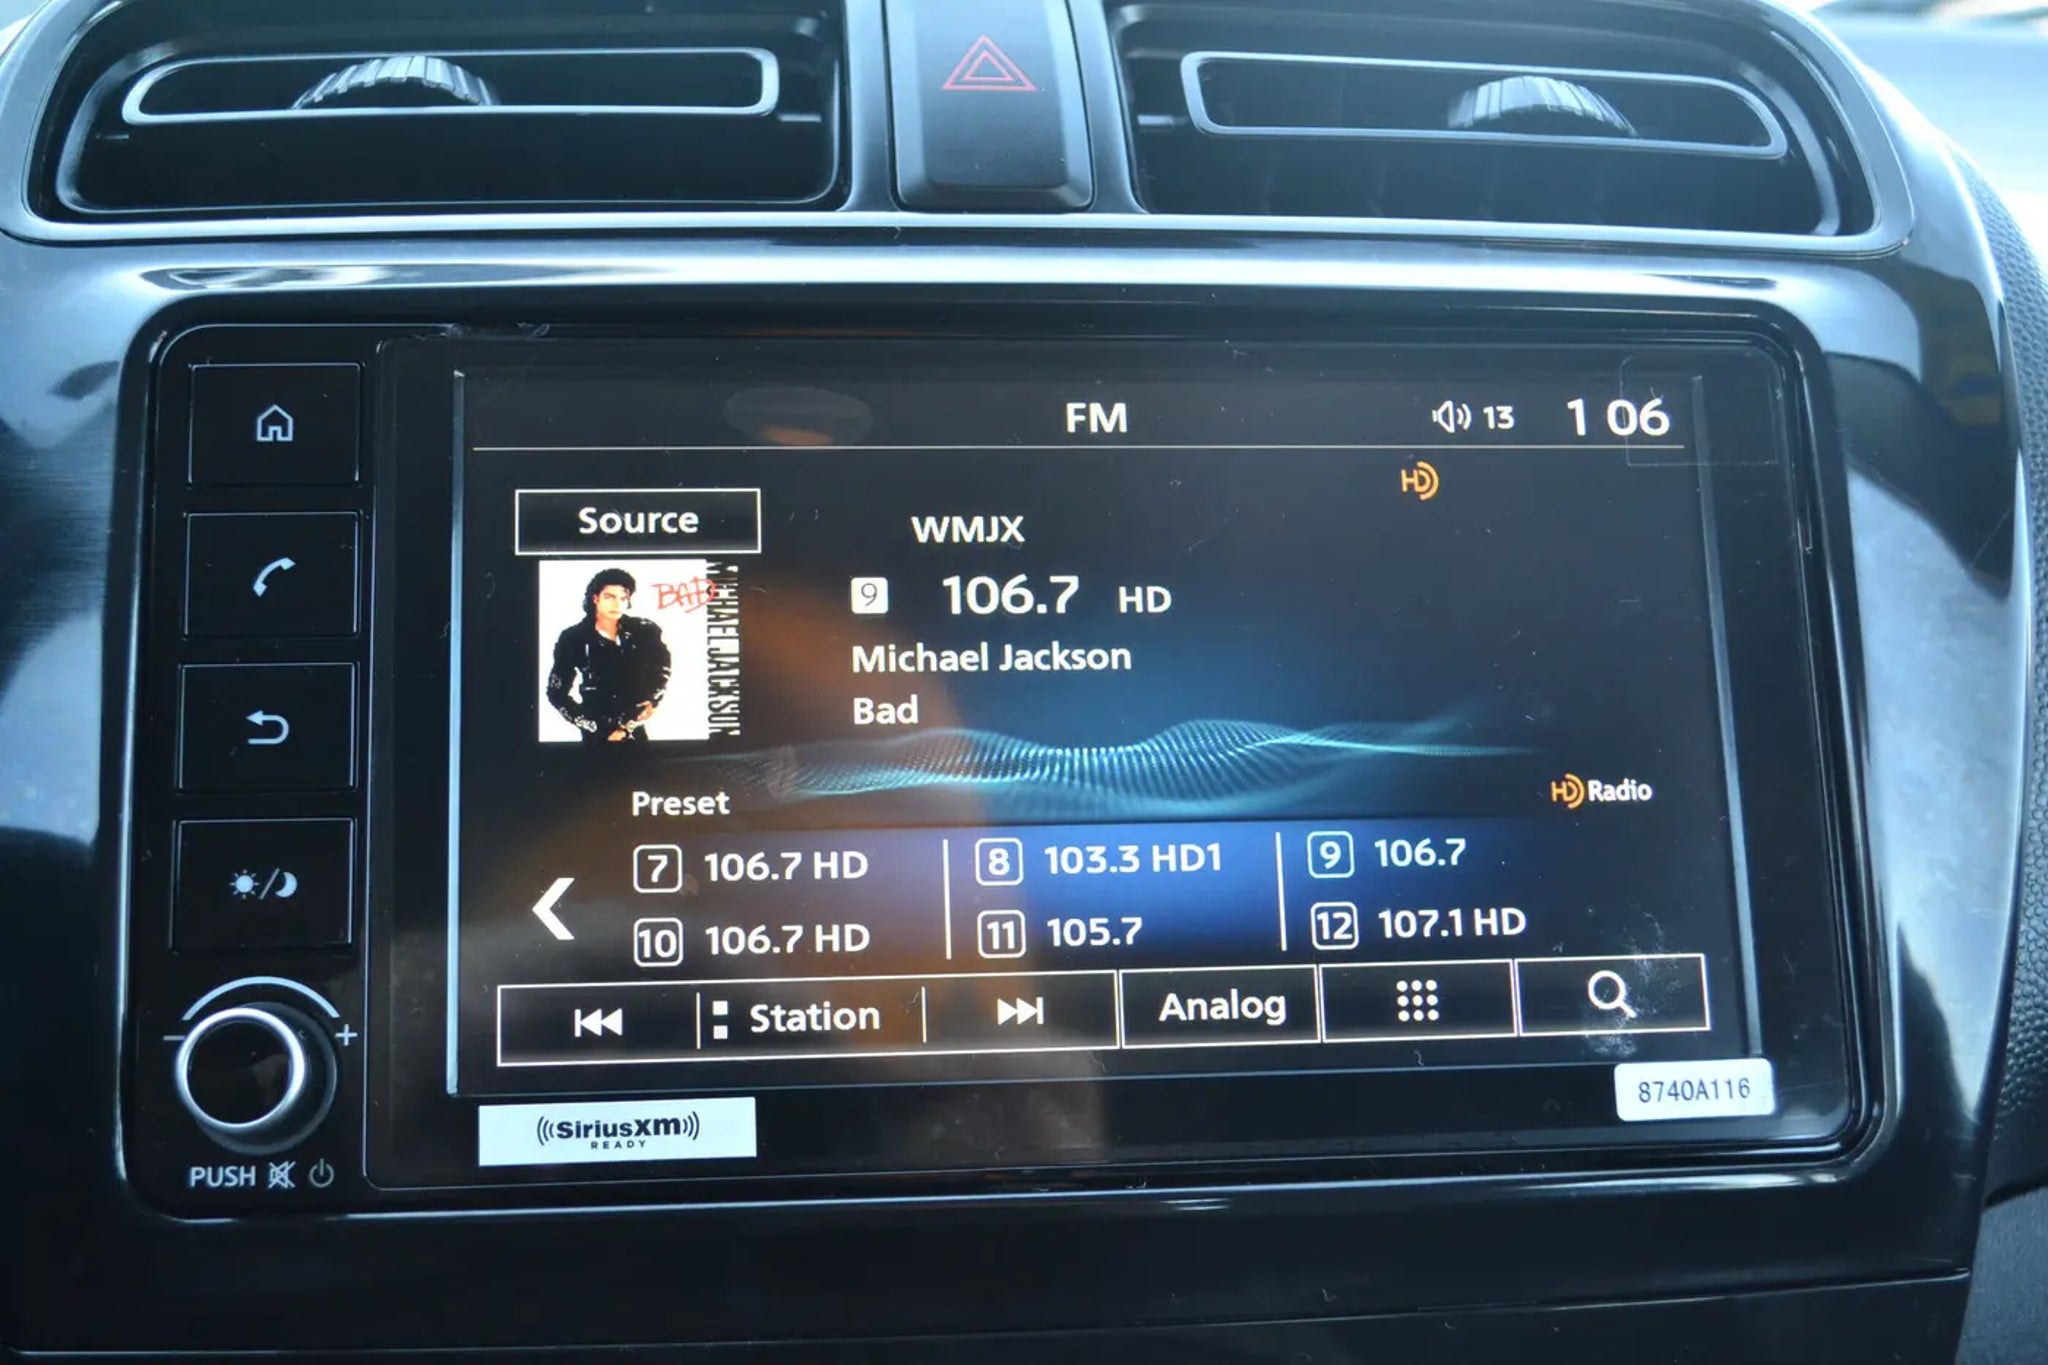 FM
13
1 06
HD
Source
WMJX
BAD
MICHAEL JACKSON
9 106.7 HD
Michael Jackson
Bad
Preset
HD Radio
7 106.7 HD
8 103.3 HD1
9 106.7
10 106.7 HD
11 105.7
12 107.1 HD
Station
Analog
8740A116
- +
((SiriusXM))
READY
PUSH